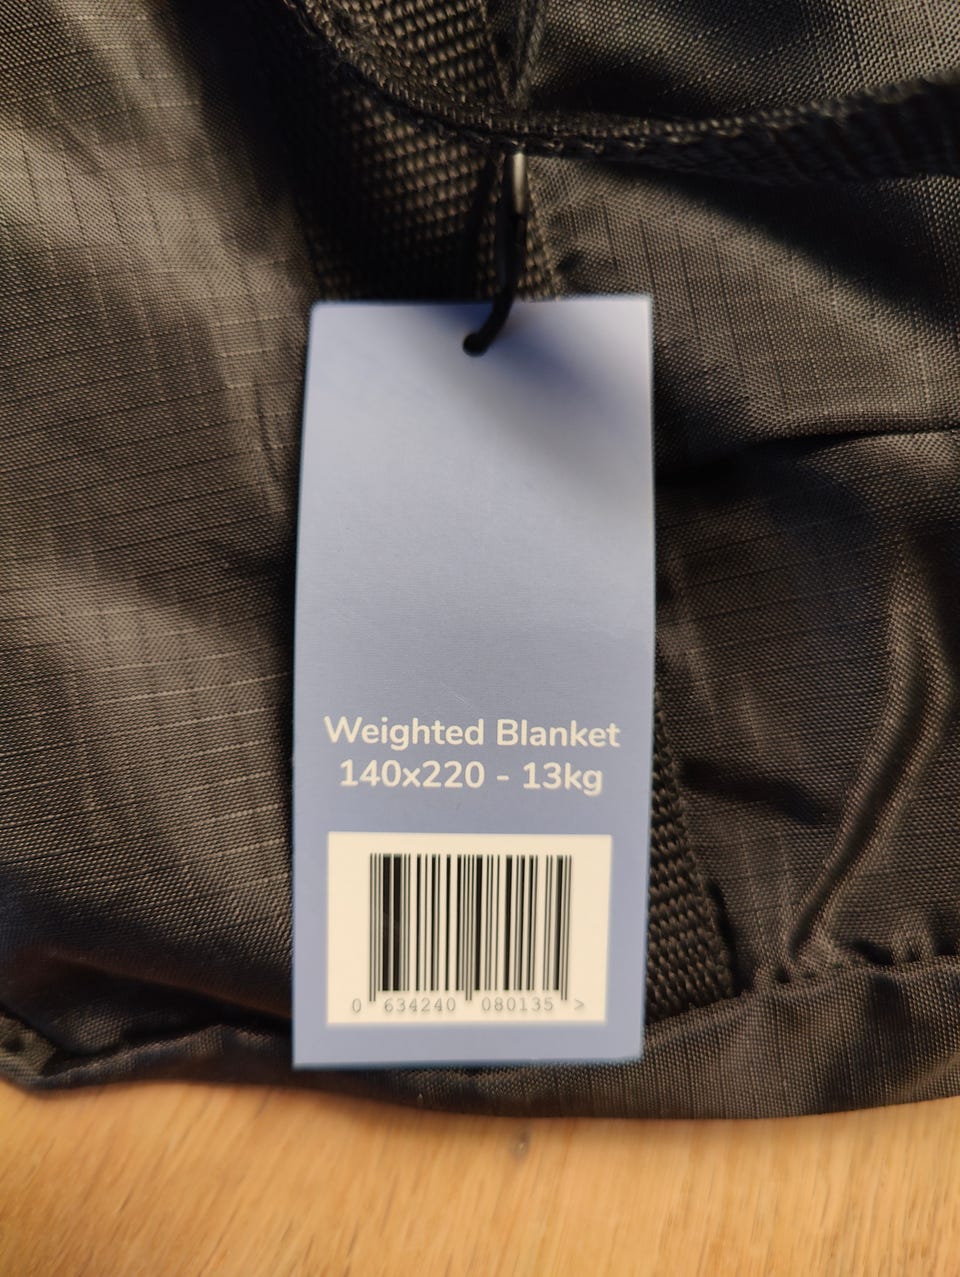 Weighted Blanket
140x220 - 13kg
0 634240 080135 >